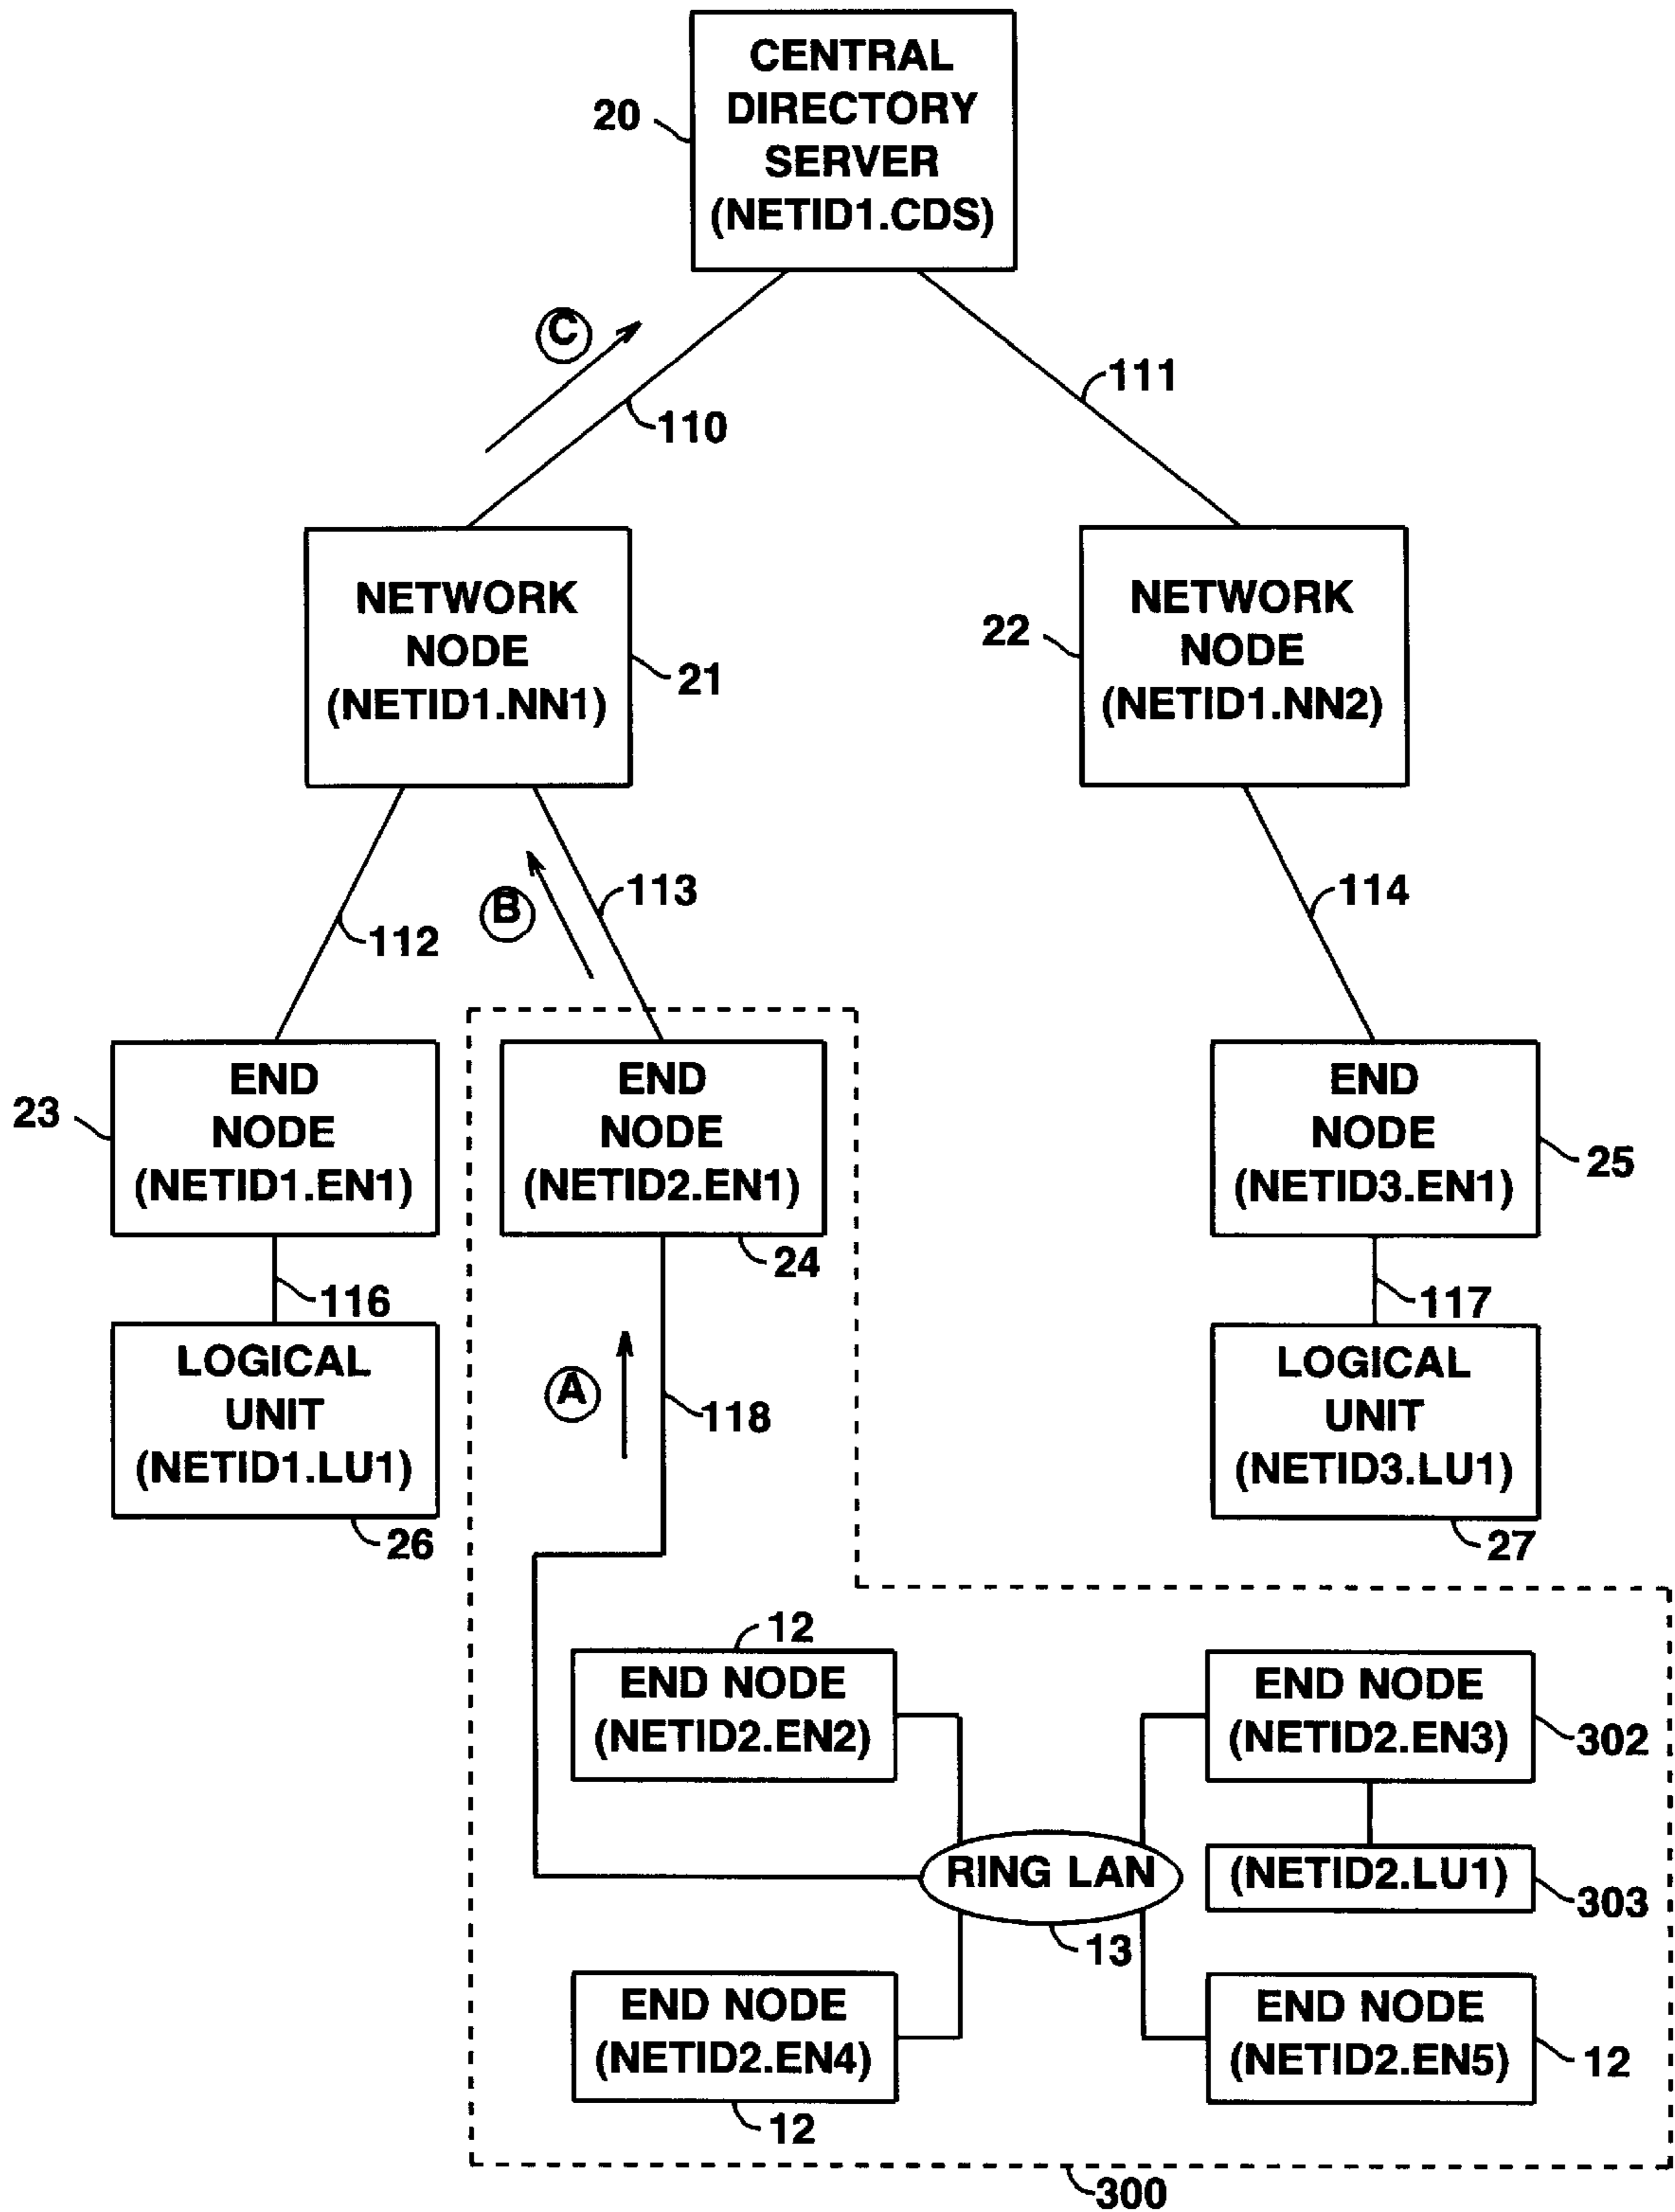 CENTRAL
DIRECTORY
SERVER
(NETID1.CDS)
20
C
110
111
NETWORK
NODE
(NETID1.NN1)
21
NETWORK
NODE
(NETID1.NN2)
22
112
B
113
114
END
NODE
(NETID1.EN1)
23
END
NODE
(NETID2.EN1)
24
END
NODE
(NETID3.EN1)
25
116
117
LOGICAL
UNIT
(NETID1.LU1)
26
A
118
LOGICAL
UNIT
(NETID3.LU1)
27
12
END NODE
(NETID2.EN2)
END NODE
(NETID2.EN3)
302
RING LAN
13
(NETID2.LU1)
303
END NODE
(NETID2.EN4)
12
END NODE
(NETID2.EN5)
12
300